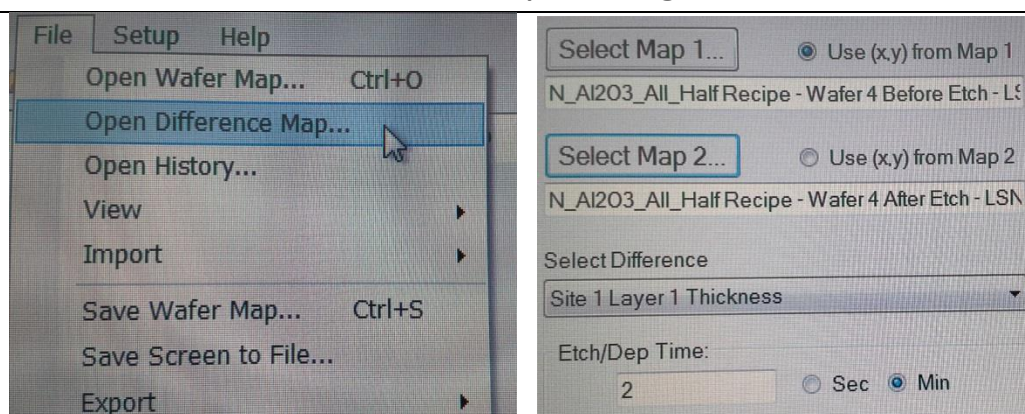 File Setup Help
Open Wafer Map... Ctrl+O
Open Difference Map...
Open History...
View
Import
Save Wafer Map... Ctrl+S
Save Screen to File...
Export
Select Map 1... Use (x,y) from Map 1
N_Al2O3_All_Half Recipe - Wafer 4 Before Etch - LS
Select Map 2... Use (x,y) from Map 2
N_Al2O3_All_Half Recipe - Wafer 4 After Etch - LSN
Select Difference
Site 1 Layer 1 Thickness
Etch/Dep Time:
2 Sec Min